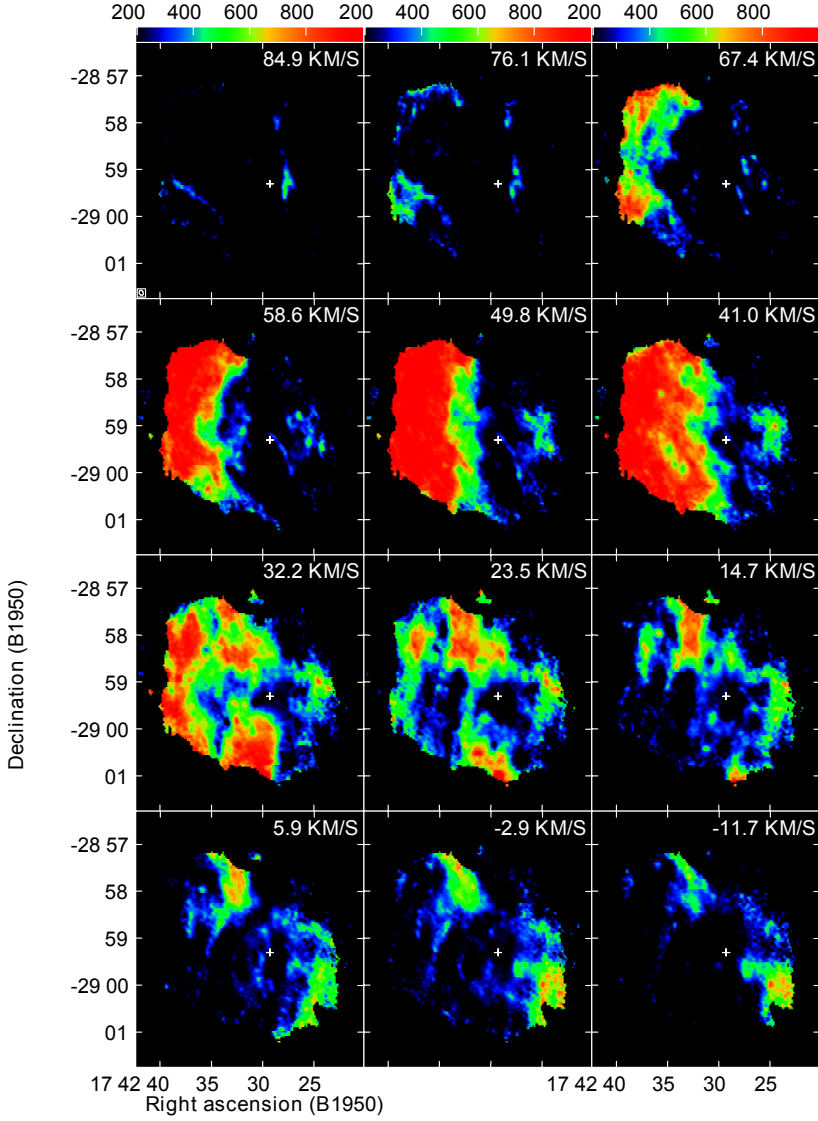 200 400 600 800 200 400 600 800 200 400 600 800
84.9 KM/S 76.1 KM/S 67.4 KM/S
-28 57
58
59
-29 00
01
58.6 KM/S 49.8 KM/S 41.0 KM/S
-28 57
58
59
-29 00
01
32.2 KM/S 23.5 KM/S 14.7 KM/S
-28 57
58
59
-29 00
01
5.9 KM/S -2.9 KM/S -11.7 KM/S
-28 57
58
59
-29 00
01
Declination (B1950)
17 42 40 35 30 25 17 42 40 35 30 25
Right ascension (B1950)